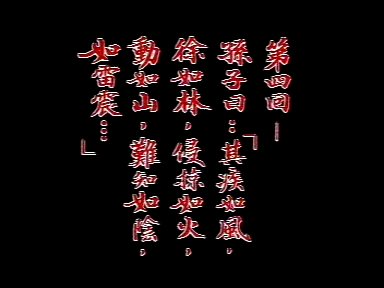 第四回—
孫子曰：「其疾如風，
徐如林，侵掠如火，
動如山，難知如陰，
如雷震…」